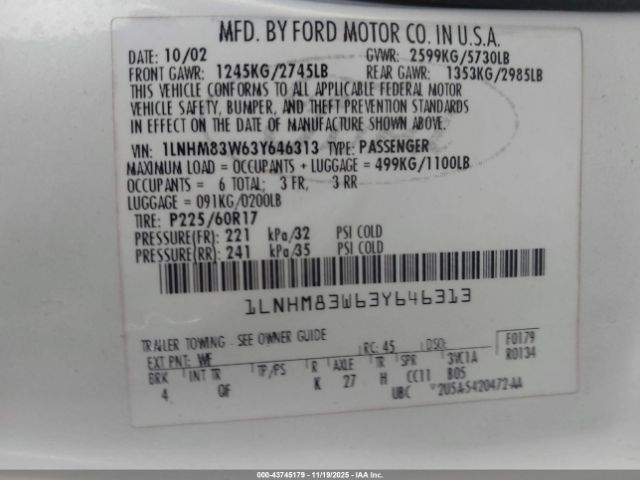 MFD. BY FORD MOTOR CO. IN U.S.A.
DATE: 10/02 GVWR: 2599KG/5730LB
FRONT GAWR: 1245KG/2745LB REAR GAWR: 1353KG/2985LB
THIS VEHICLE CONFORMS TO ALL APPLICABLE FEDERAL MOTOR
VEHICLE SAFETY, BUMPER, AND THEFT PREVENTION STANDARDS
IN EFFECT ON THE DATE OF MANUFACTURE SHOWN ABOVE.
VIN: 1LNHM83W63Y646313 TYPE: PASSENGER
MAXIMUM LOAD = OCCUPANTS + LUGGAGE = 499KG/1100LB
OCCUPANTS = 6 TOTAL; 3 FR, 3 RR
LUGGAGE = 091KG/0200LB
TIRE: P225/60R17
PRESSURE(FR): 221 kPa/32 PSI COLD
PRESSURE(RR): 241 kPa/35 PSI COLD
1LNHM83W63Y646313
TRAILER TOWING - SEE OWNER GUIDE
EXT PNT: WF RC: 45 DSO: F0179
BRK INT TR TP/PS R AXLE TR SPR 3W1A R0134
4 QF K 27 H CC11 B05
UBC 2U5A-5420472-AA
000-43745179 - 11/19/2025 - IAA, Inc.